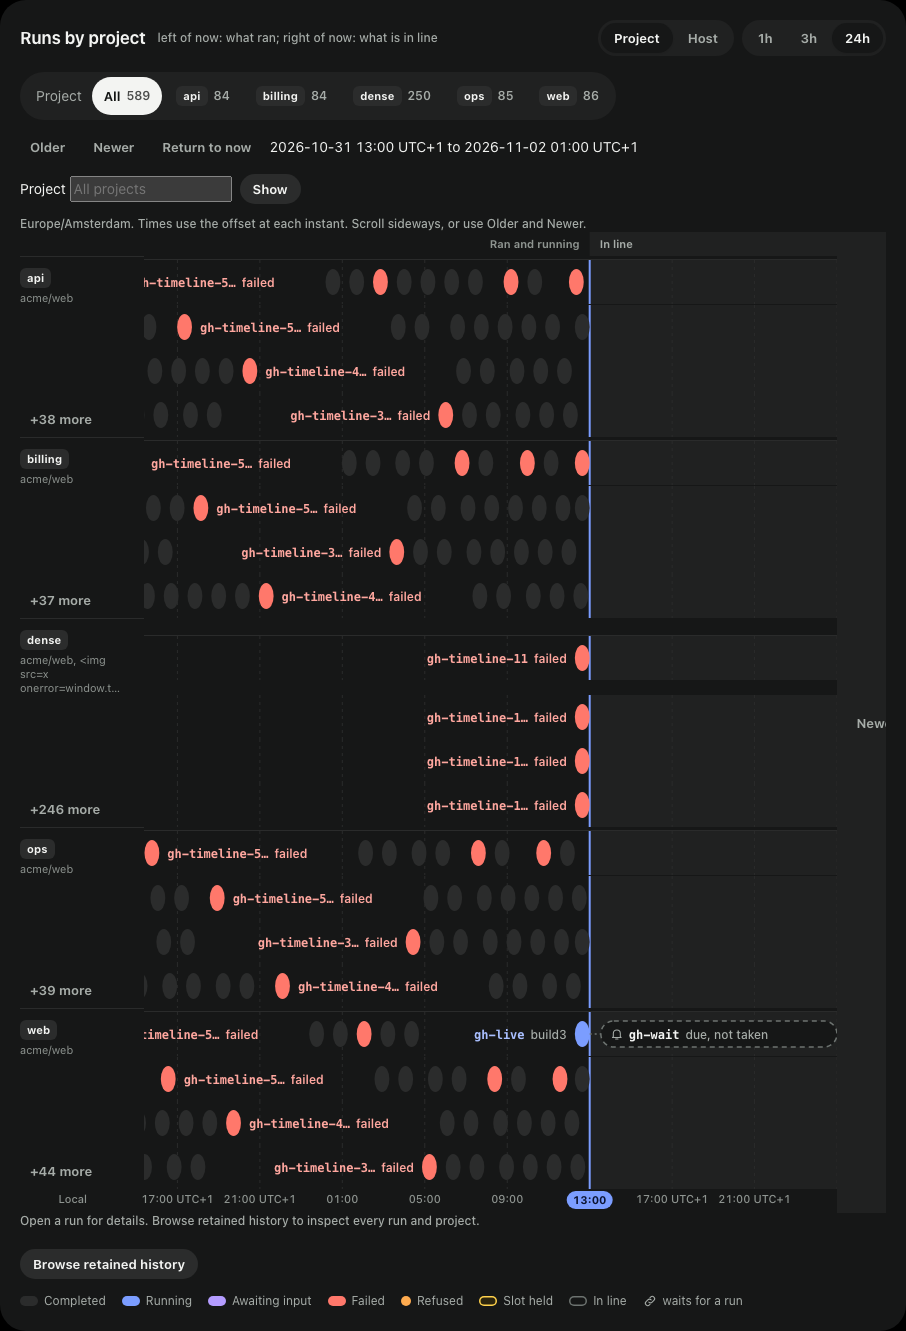 Runs by project left of now: what ran; right of now: what is in line Project Host 1h 3h 24h
Project All 589 api 84 billing 84 dense 250 ops 85 web 86
Older Newer Return to now 2026-10-31 13:00 UTC+1 to 2026-11-02 01:00 UTC+1
Project All projects Show
Europe/Amsterdam. Times use the offset at each instant. Scroll sideways, or use Older and Newer.
Ran and running In line
api
acme/web
h-timeline-5… failed
gh-timeline-5… failed
gh-timeline-4… failed
gh-timeline-3… failed
+38 more
billing
acme/web
gh-timeline-5… failed
gh-timeline-5… failed
gh-timeline-3… failed
gh-timeline-4… failed
+37 more
dense
acme/web, <img
src=x
onerror=window.t…
gh-timeline-11 failed
gh-timeline-1… failed
gh-timeline-1… failed
gh-timeline-1… failed
+246 more
Newe
ops
acme/web
gh-timeline-5… failed
gh-timeline-5… failed
gh-timeline-3… failed
gh-timeline-4… failed
+39 more
web
acme/web
timeline-5… failed
gh-live build3
gh-wait due, not taken
gh-timeline-5… failed
gh-timeline-4… failed
gh-timeline-3… failed
+44 more
Local 17:00 UTC+1 21:00 UTC+1 01:00 05:00 09:00 13:00 17:00 UTC+1 21:00 UTC+1
Open a run for details. Browse retained history to inspect every run and project.
Browse retained history
Completed Running Awaiting input Failed Refused Slot held In line waits for a run